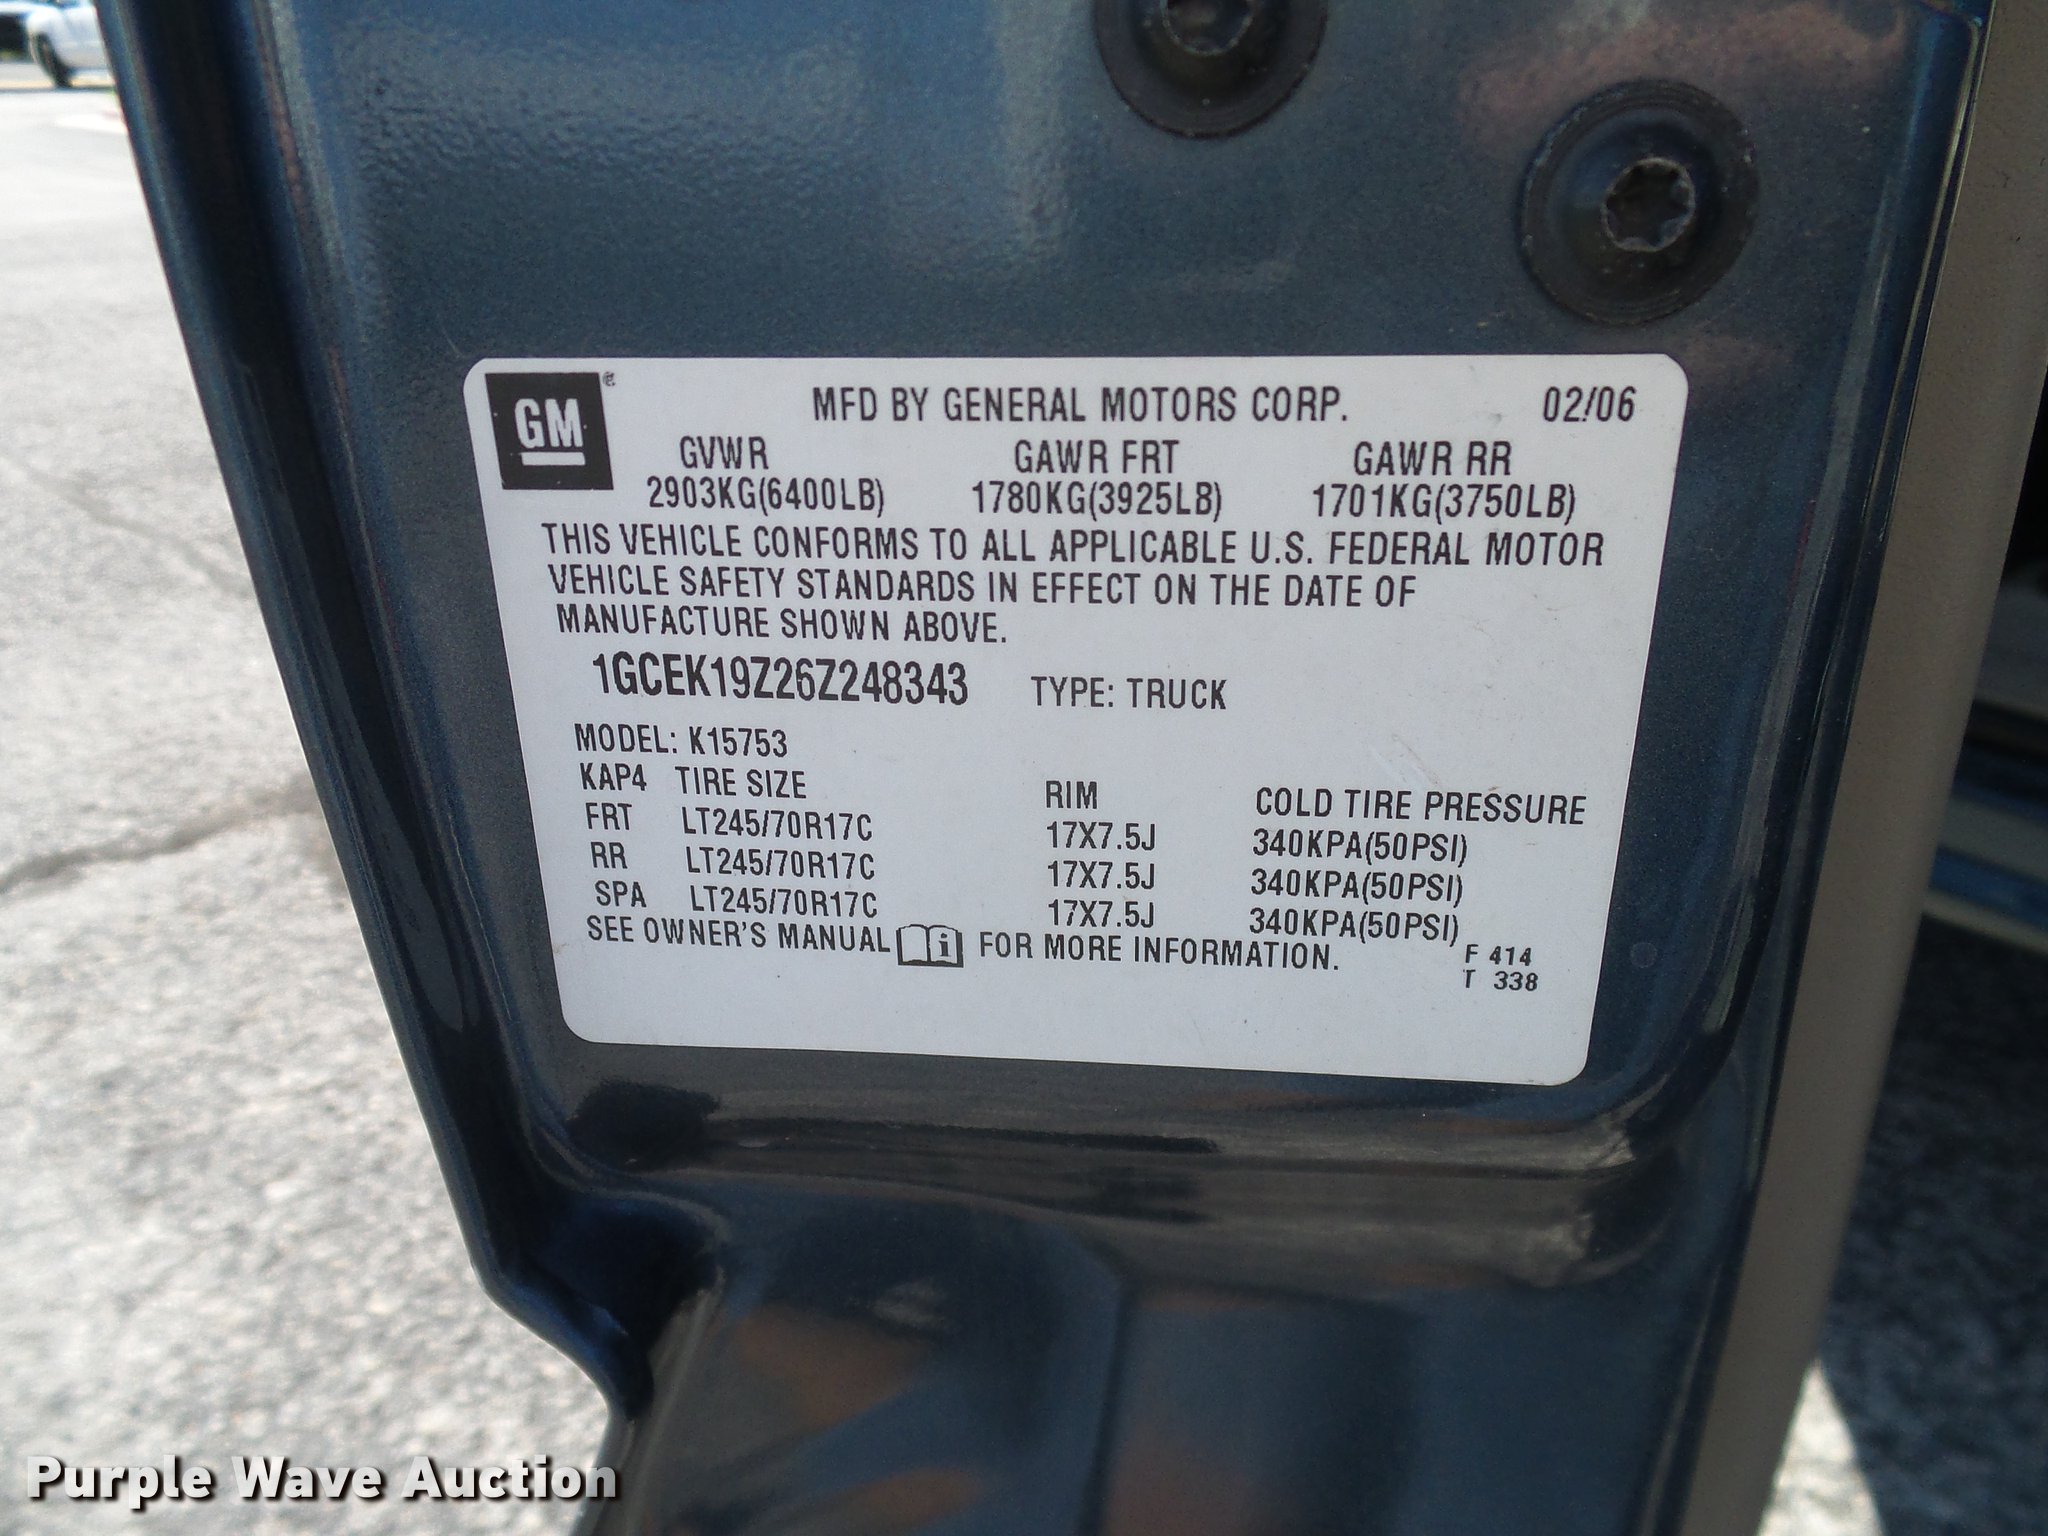 GM
MFD BY GENERAL MOTORS CORP. 02/06
GVWR GAWR FRT GAWR RR
2903KG(6400LB) 1780KG(3925LB) 1701KG(3750LB)
THIS VEHICLE CONFORMS TO ALL APPLICABLE U.S. FEDERAL MOTOR
VEHICLE SAFETY STANDARDS IN EFFECT ON THE DATE OF
MANUFACTURE SHOWN ABOVE.
1GCEK19Z26Z248343 TYPE: TRUCK
MODEL: K15753
KAP4 TIRE SIZE RIM COLD TIRE PRESSURE
FRT LT245/70R17C 17X7.5J 340KPA(50PSI)
RR LT245/70R17C 17X7.5J 340KPA(50PSI)
SPA LT245/70R17C 17X7.5J 340KPA(50PSI)
SEE OWNER'S MANUAL FOR MORE INFORMATION.
F 414
T 338
Purple Wave Auction